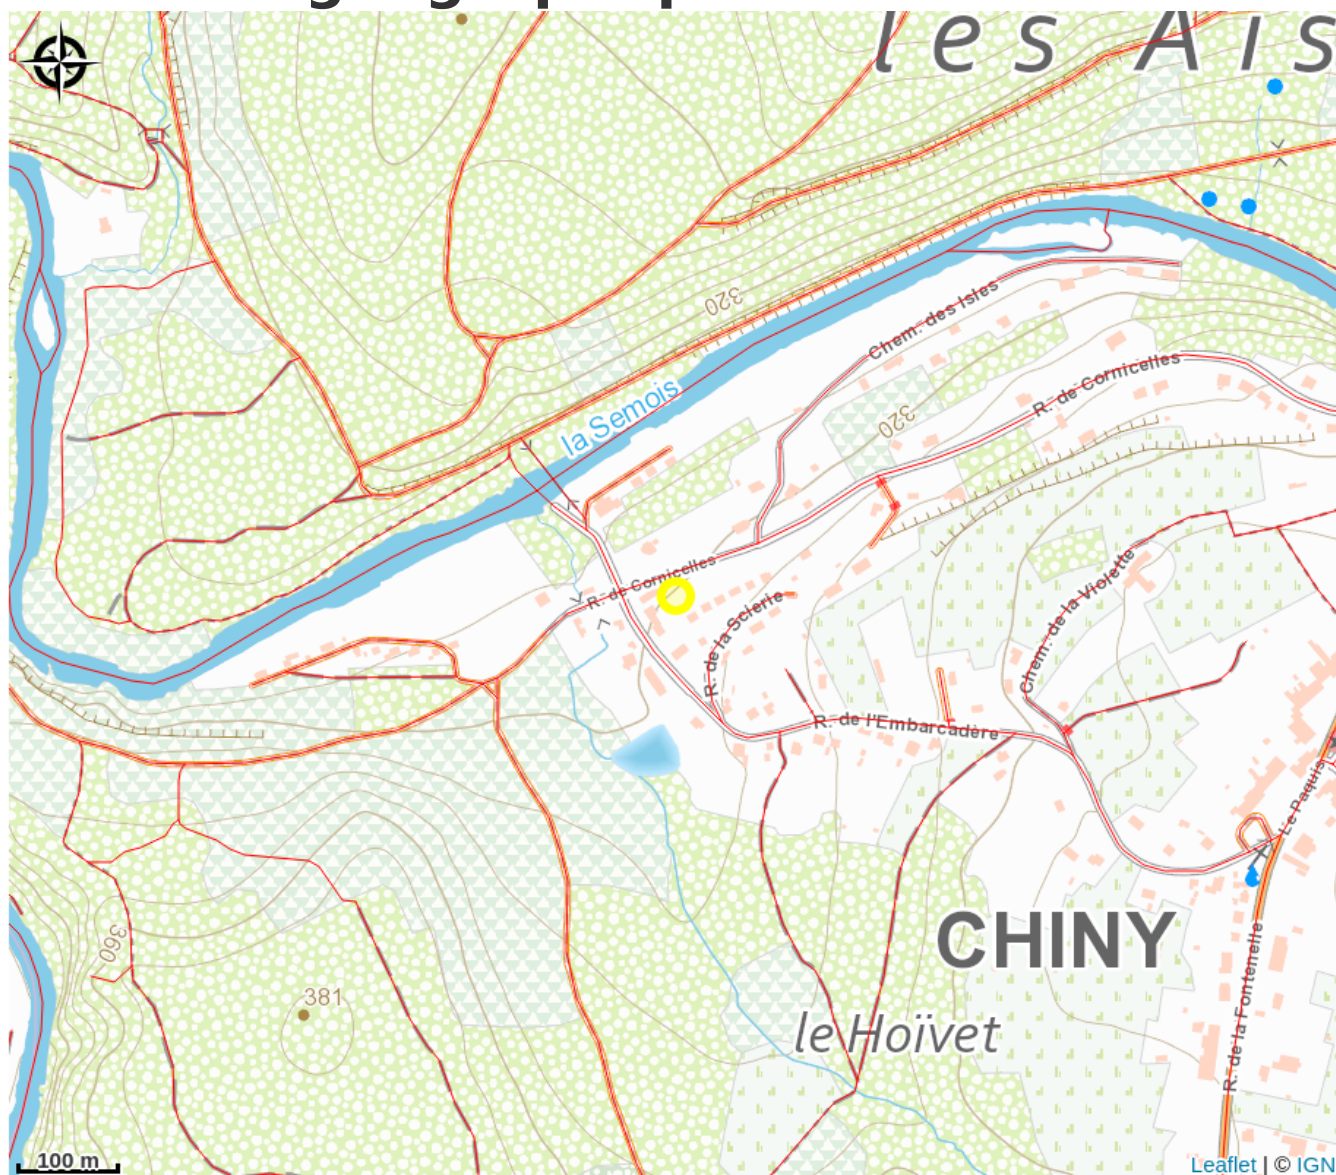 les Ais
320
Chem. des Isles
la Semois
R. de Cornicelles
320
R. de Cornicelles
Chem. de la Violette
R. de la Scierie
R. de l'Embarcadère
Le Paquis
CHINY
360
R. de la Fontenelle
381
le Hoïvet
100 m
Leaflet | © IGN